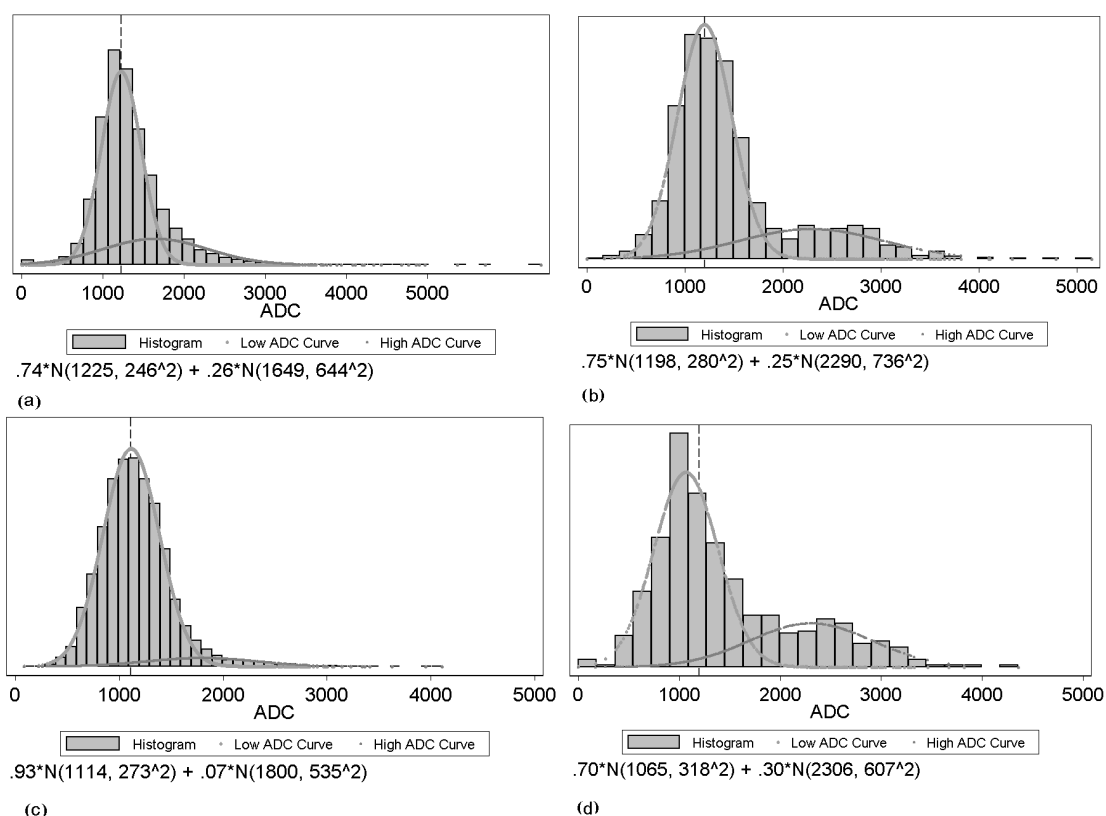 0 1000 2000 3000 4000 5000
ADC
Histogram Low ADC Curve High ADC Curve
.74*N(1225, 246^2) + .26*N(1649, 644^2)
(a)
0 1000 2000 3000 4000 5000
ADC
Histogram Low ADC Curve High ADC Curve
.75*N(1198, 280^2) + .25*N(2290, 736^2)
(b)
0 1000 2000 3000 4000 5000
ADC
Histogram Low ADC Curve High ADC Curve
.93*N(1114, 273^2) + .07*N(1800, 535^2)
(c)
0 1000 2000 3000 4000 5000
ADC
Histogram Low ADC Curve High ADC Curve
.70*N(1065, 318^2) + .30*N(2306, 607^2)
(d)